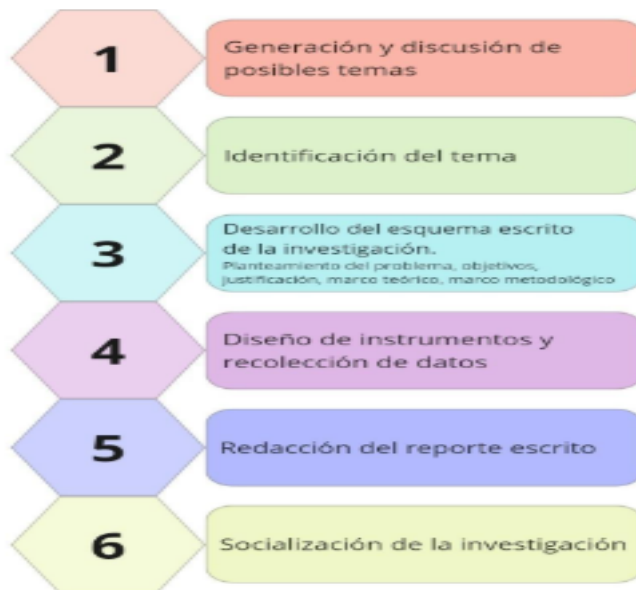 1
Generación y discusión de
posibles temas
2
Identificación del tema
3
Desarrollo del esquema escrito
de la investigación.
Planteamiento del problema, objetivos,
justificación, marco teórico, marco metodológico
4
Diseño de instrumentos y
recolección de datos
5
Redacción del reporte escrito
6
Socialización de la investigación